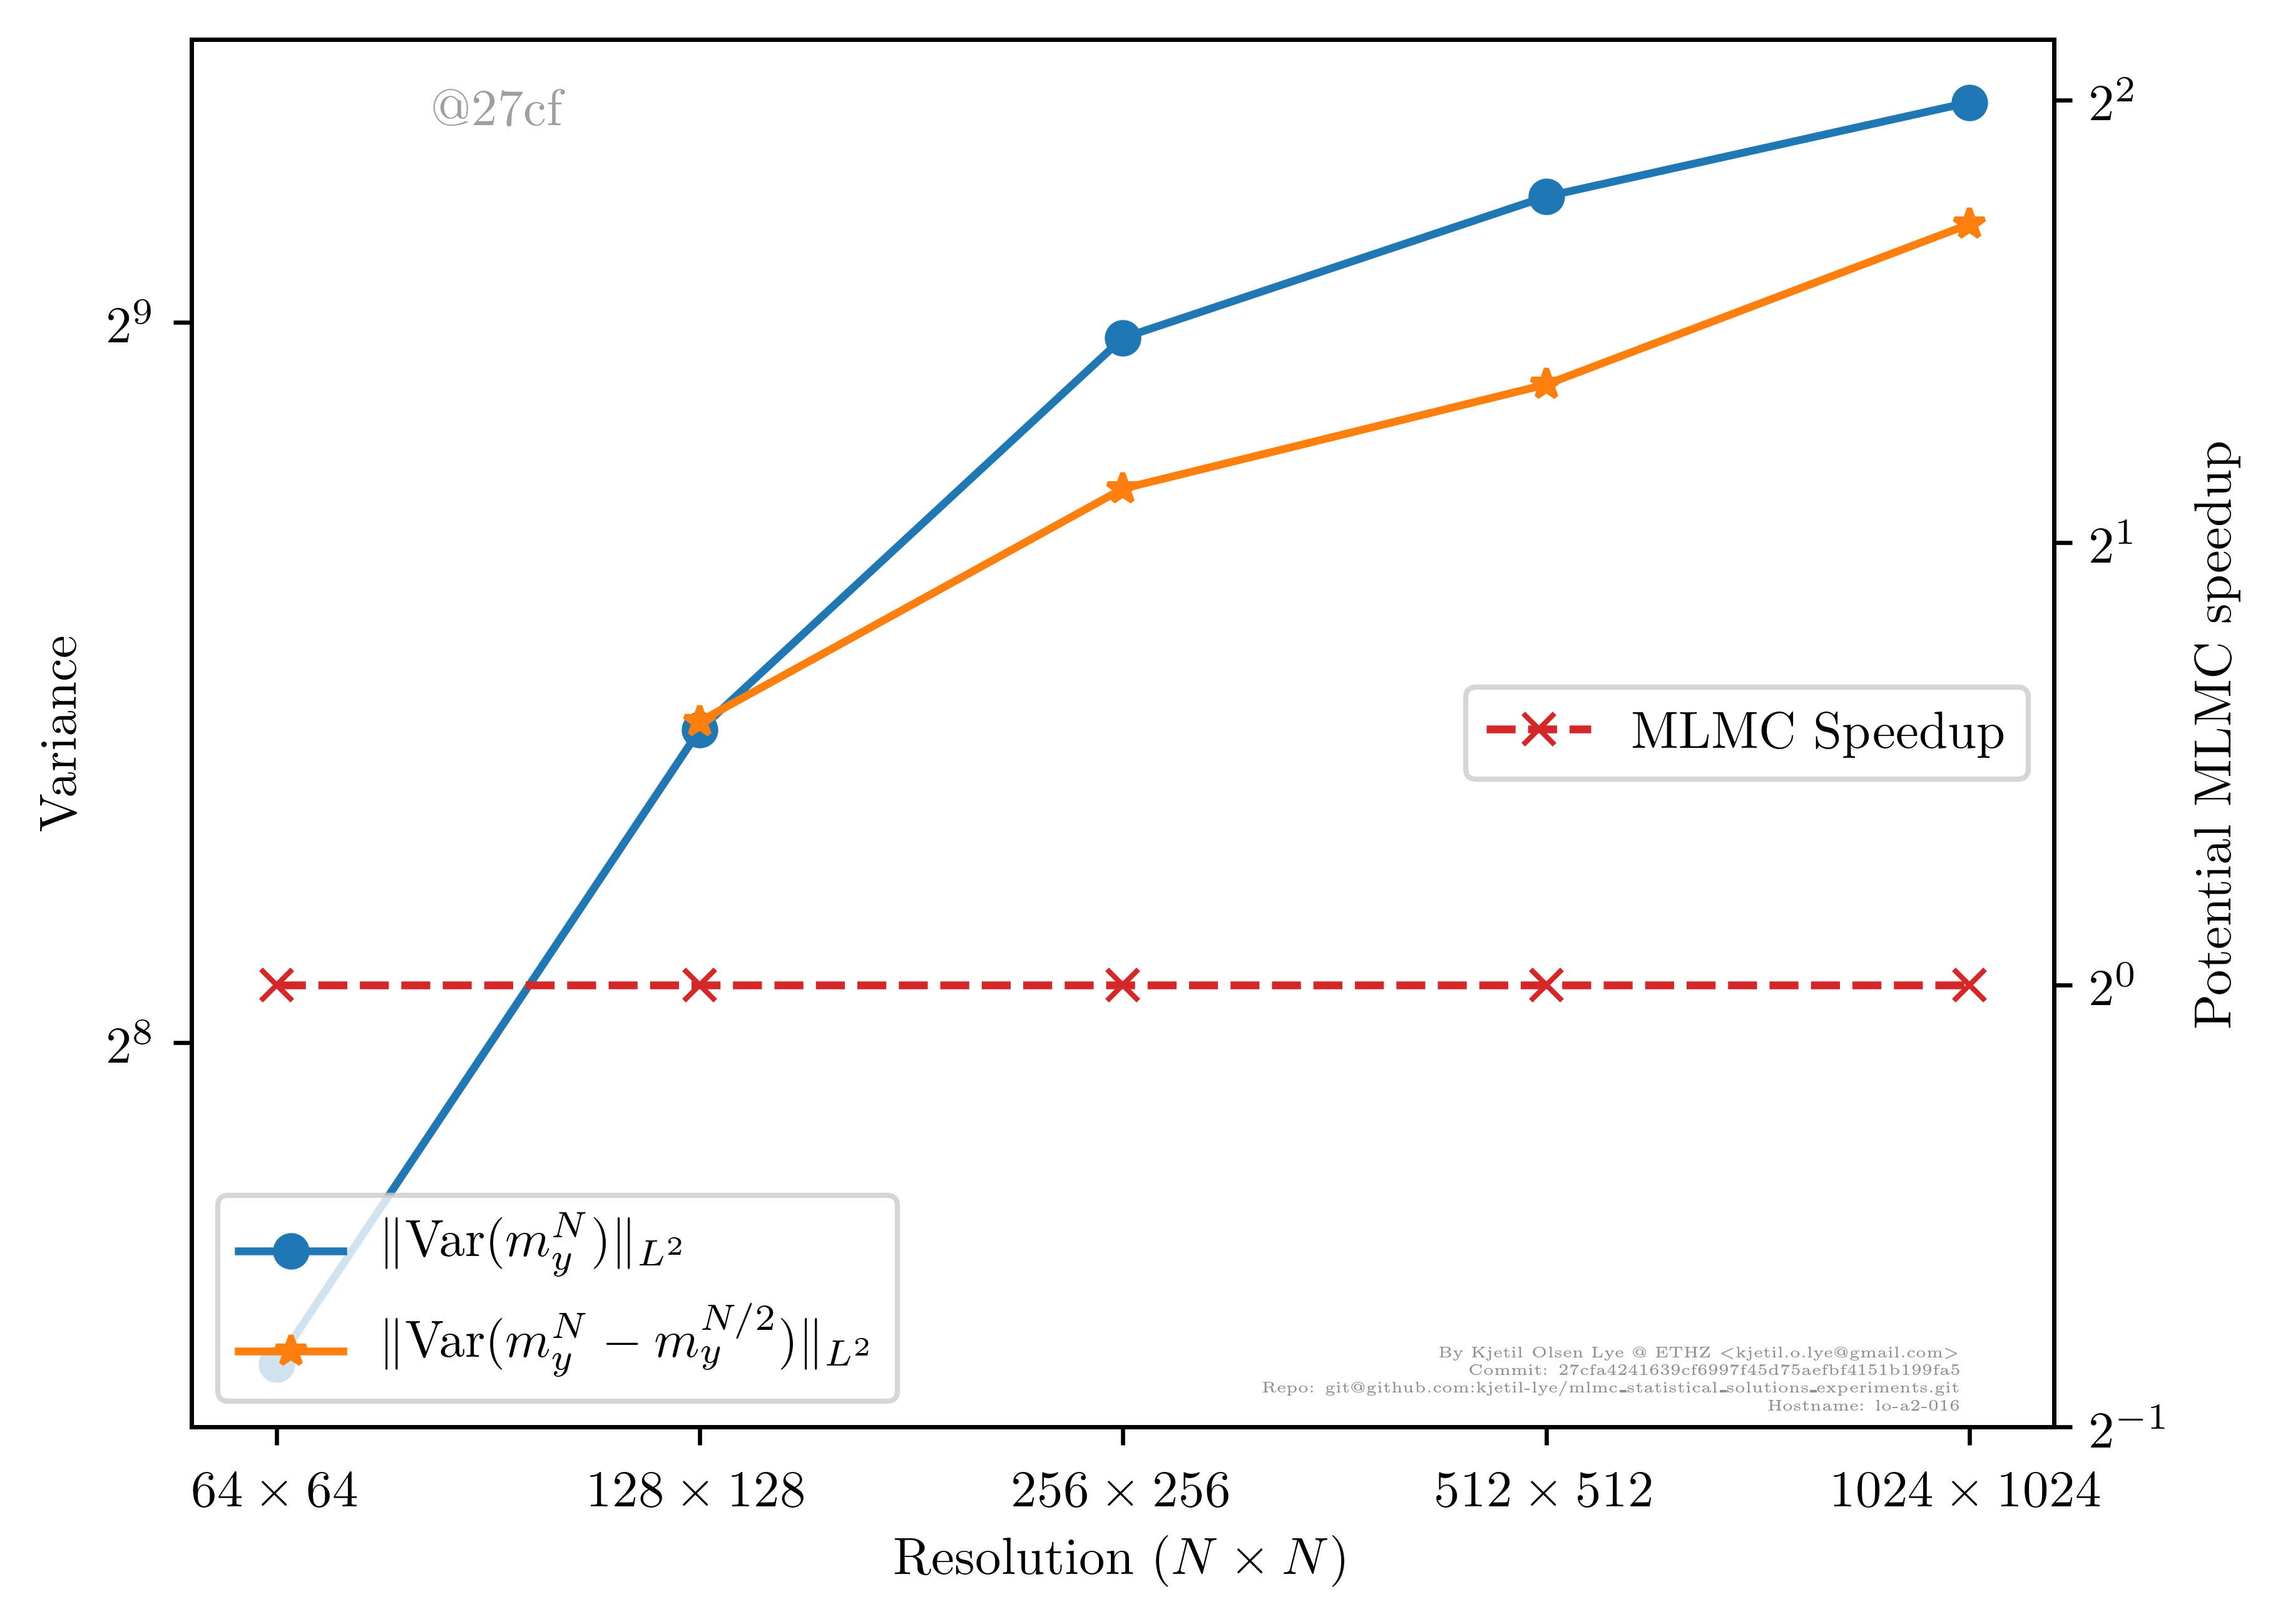 @27cf
2^9
2^8
Variance
2^2
2^1
2^0
2^{-1}
Potential MLMC speedup
MLMC Speedup
‖Var(m_y^N)‖_{L^2}
‖Var(m_y^N − m_y^{N/2})‖_{L^2}
By Kjetil Olsen Lye @ ETHZ <kjetil.o.lye@gmail.com>
Commit: 27cfa4241639cf6997f45d75aefbf4151b199fa5
Repo: git@github.com:kjetil-lye/mlmc_statistical_solutions_experiments.git
Hostname: lo-a2-016
64 × 64 128 × 128 256 × 256 512 × 512 1024 × 1024
Resolution (N × N)